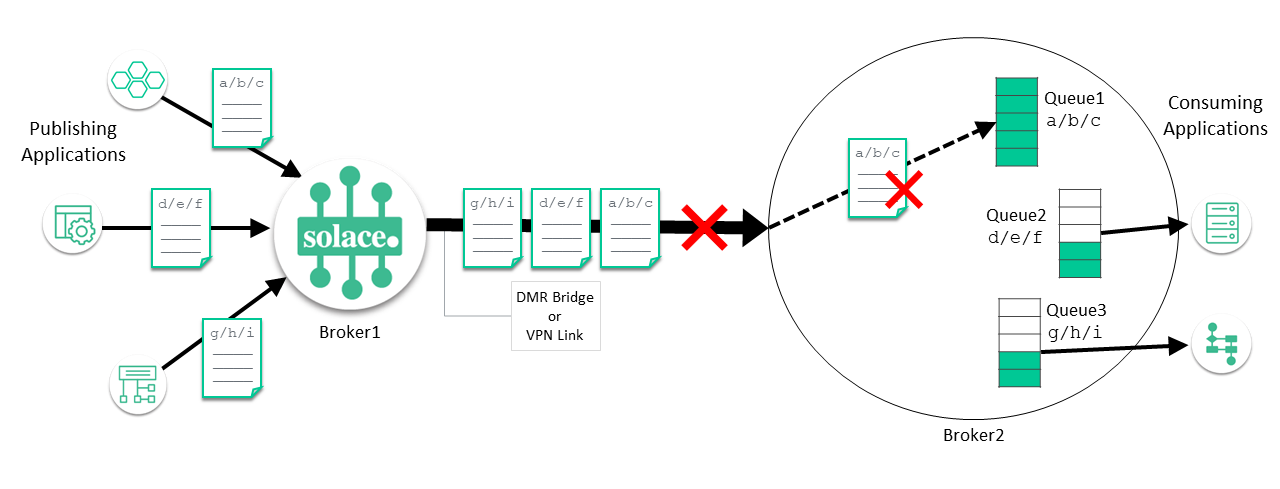 Publishing
Applications
a/b/c
d/e/f
g/h/i
solace.
Broker1
g/h/i
d/e/f
a/b/c
DMR Bridge
or
VPN Link
a/b/c
Queue1
a/b/c
Queue2
d/e/f
Queue3
g/h/i
Broker2
Consuming
Applications